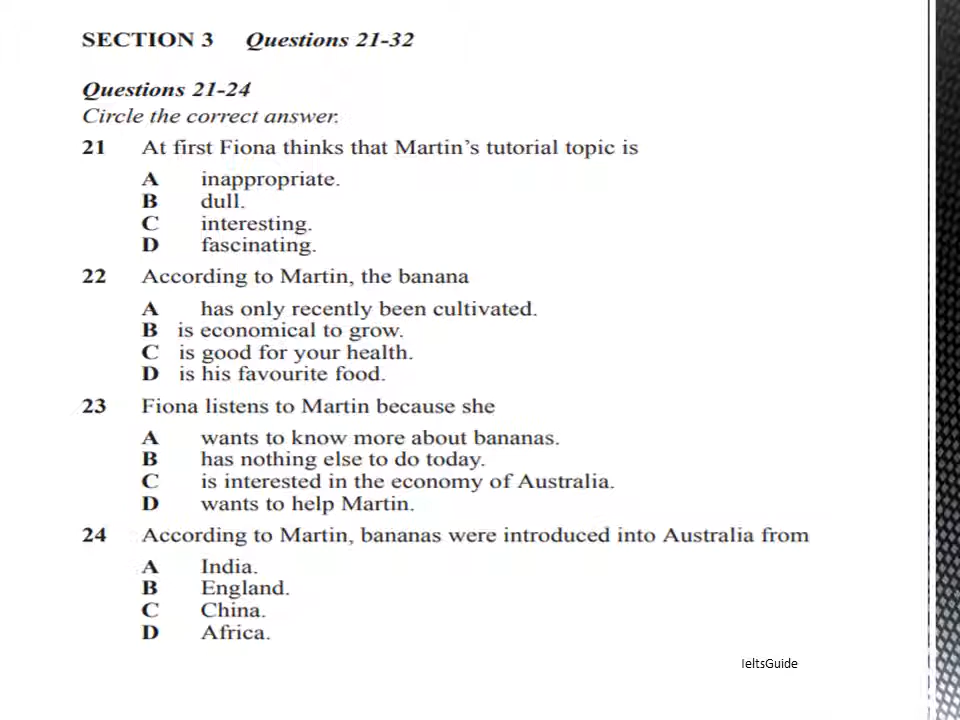 SECTION 3 Questions 21-32
Questions 21-24
Circle the correct answer.
21 At first Fiona thinks that Martin's tutorial topic is
A inappropriate.
B dull.
C interesting.
D fascinating.
22 According to Martin, the banana
A has only recently been cultivated.
B is economical to grow.
C is good for your health.
D is his favourite food.
23 Fiona listens to Martin because she
A wants to know more about bananas.
B has nothing else to do today.
C is interested in the economy of Australia.
D wants to help Martin.
24 According to Martin, bananas were introduced into Australia from
A India.
B England.
C China.
D Africa.
IeltsGuide